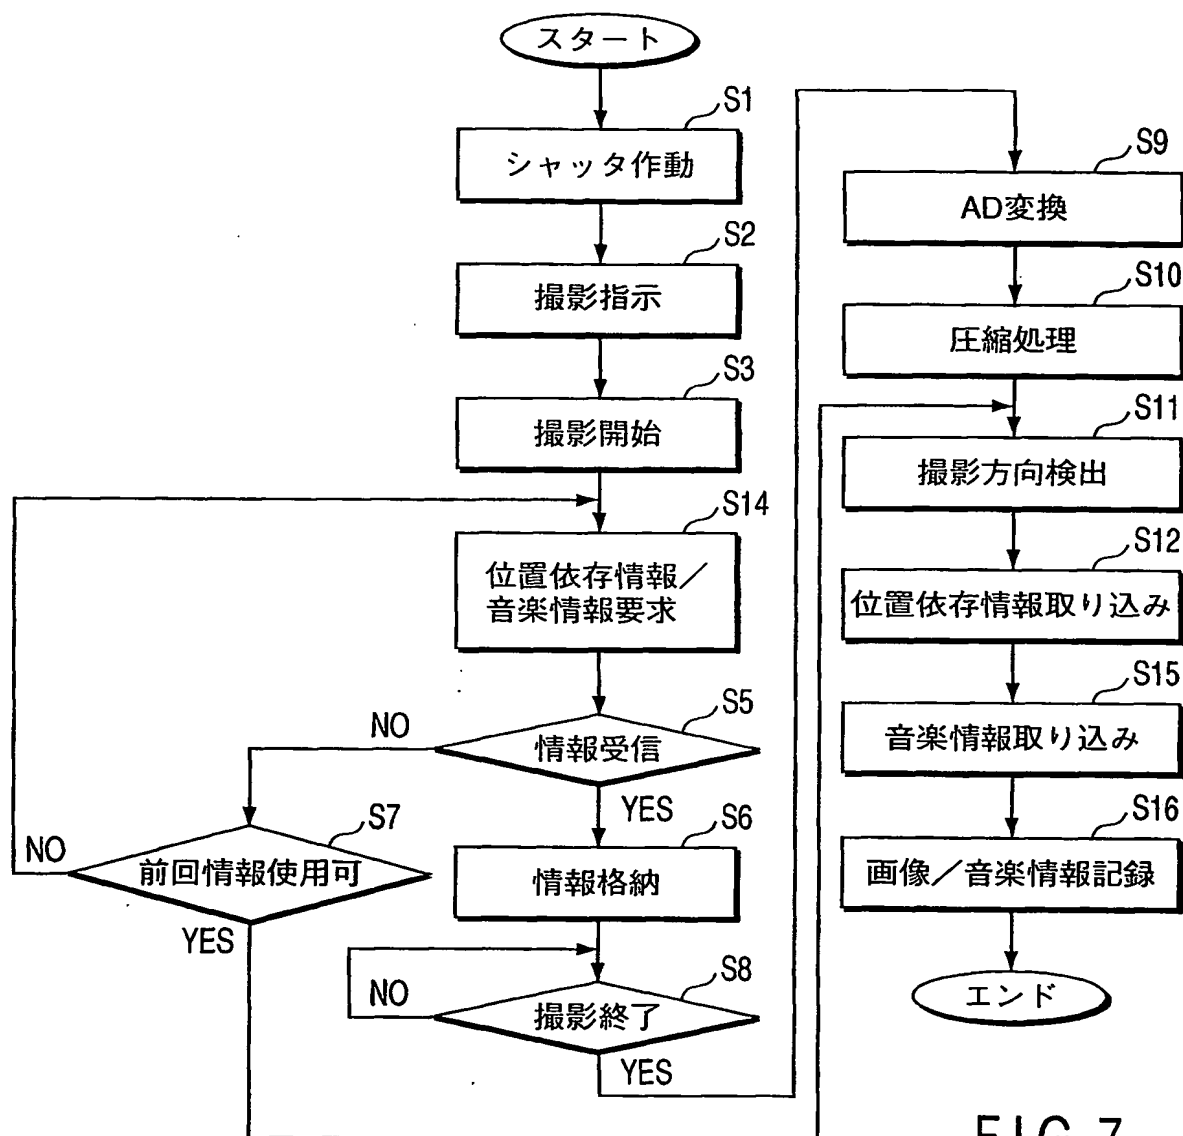 スタート
S1
シャッタ作動
S2
撮影指示
S3
撮影開始
S14
位置依存情報／
音楽情報要求
S5
情報受信
NO
YES
S7
前回情報使用可
NO
YES
S6
情報格納
S8
撮影終了
NO
YES
S9
AD変換
S10
圧縮処理
S11
撮影方向検出
S12
位置依存情報取り込み
S15
音楽情報取り込み
S16
画像／音楽情報記録
エンド
FIG.7